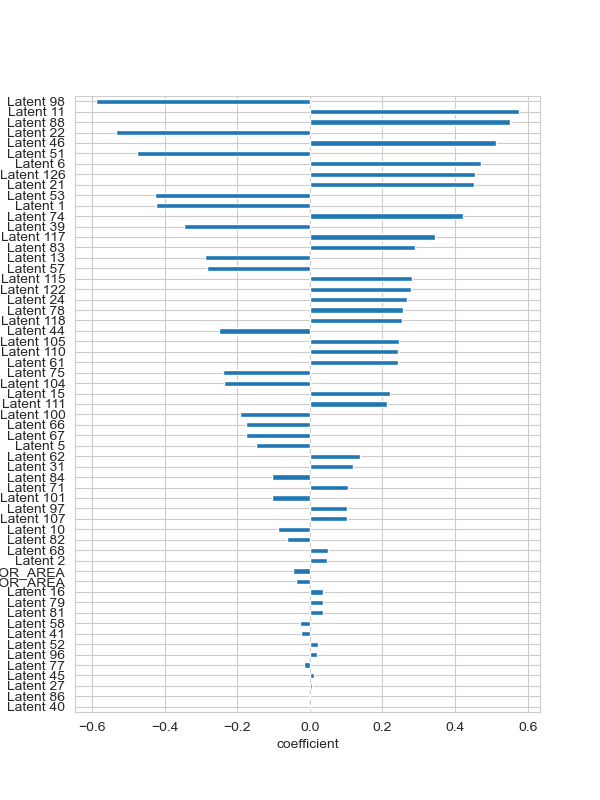 Latent 98
Latent 11
Latent 88
Latent 22
Latent 46
Latent 51
Latent 6
Latent 126
Latent 21
Latent 53
Latent 1
Latent 74
Latent 39
Latent 117
Latent 83
Latent 13
Latent 57
Latent 115
Latent 122
Latent 24
Latent 78
Latent 118
Latent 44
Latent 105
Latent 110
Latent 61
Latent 75
Latent 104
Latent 15
Latent 111
Latent 100
Latent 66
Latent 67
Latent 5
Latent 62
Latent 31
Latent 84
Latent 71
Latent 101
Latent 97
Latent 107
Latent 10
Latent 82
Latent 68
Latent 2
OR_AREA
OR_AREA
Latent 16
Latent 79
Latent 81
Latent 58
Latent 41
Latent 52
Latent 96
Latent 77
Latent 45
Latent 27
Latent 86
Latent 40
−0.6 −0.4 −0.2 0.0 0.2 0.4 0.6
coefficient